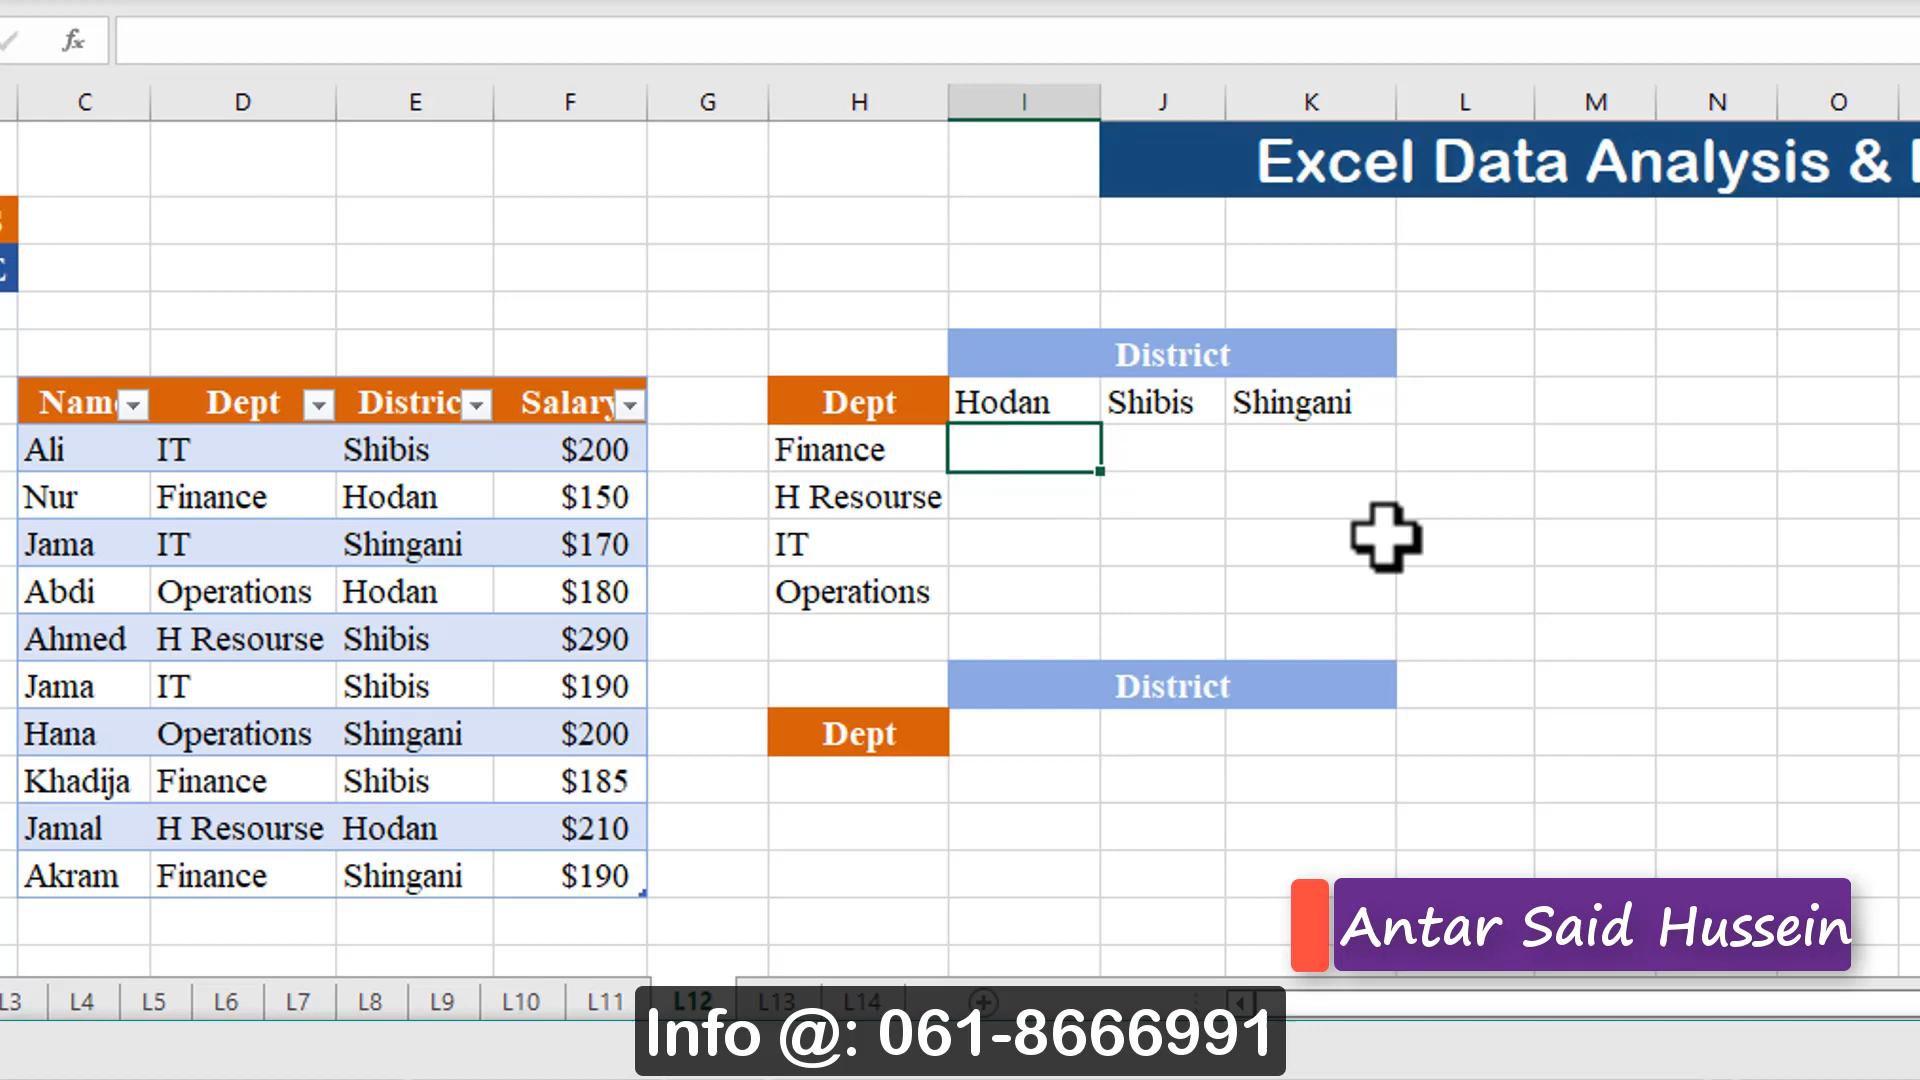 fx
C D E F G H I J K L M N O
Excel Data Analysis &
District
Name Dept Distric Salary Dept Hodan Shibis Shingani
Ali IT Shibis $200 Finance
Nur Finance Hodan $150 H Resourse
Jama IT Shingani $170 IT
Abdi Operations Hodan $180 Operations
Ahmed H Resourse Shibis $290
Jama IT Shibis $190 District
Hana Operations Shingani $200 Dept
Khadija Finance Shibis $185
Jamal H Resourse Hodan $210
Akram Finance Shingani $190
Antar Said Hussein
L3 L4 L5 L6 L7 L8 L9 L10 L11 L12 L13 L14
Info @: 061-8666991